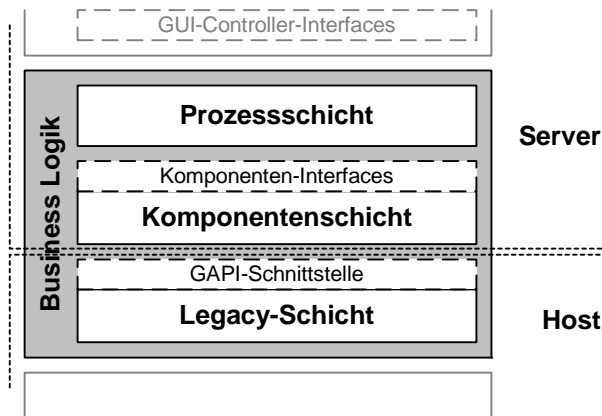 GUI-Controller-Interfaces
Business Logik
Prozessschicht
Server
Komponenten-Interfaces
Komponentenschicht
GAPI-Schnittstelle
Legacy-Schicht
Host